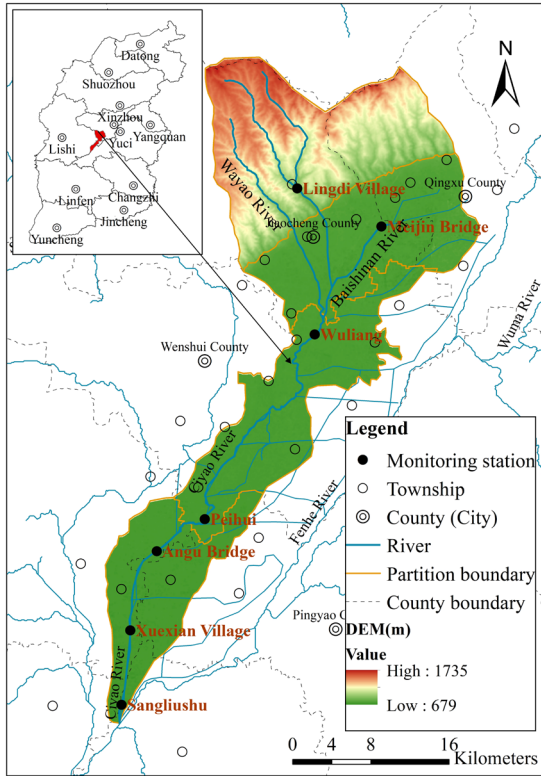 Datong
Shuozhou
Xinzhou
Yangquan
Lishi
Yuci
Linfen
Changzhi
Jincheng
Yuncheng
N
Wayao River
Lingdi Village
Qingxu County
Jiaocheng County
Meijin Bridge
Baishinan River
Wuliang
Wenshui County
Wuma River
Ciyao River
Fenhe River
Peihui
Angu Bridge
Xuexian Village
Pingyao C
Ciyao River
Sangliushu
Legend
Monitoring station
Township
County (City)
River
Partition boundary
County boundary
DEM(m)
Value
High : 1735
Low : 679
0 2 4 8 16
Kilometers